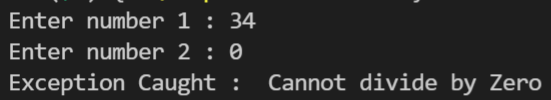 Enter number 1 : 34
Enter number 2 : 0
Exception Caught :  Cannot divide by Zero